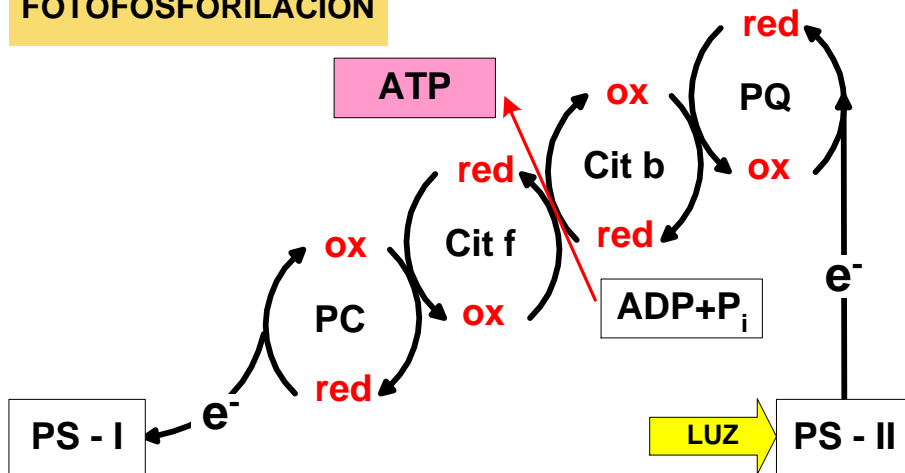 FOTOFOSFORILACIÓN
red
ATP
ox
PQ
Cit b
red
ox
Cit f
red
ox
e-
PC
ox
ADP+Pi
red
e-
PS - I
LUZ
PS - II